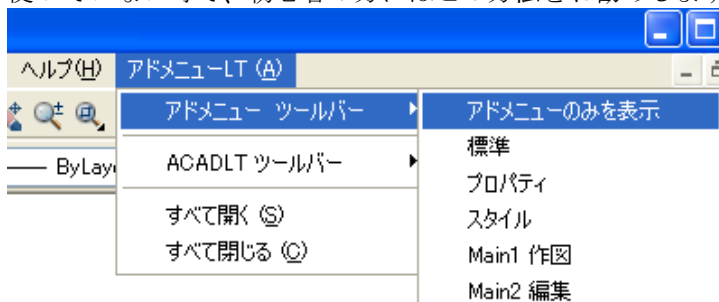 ヘルプ(H) アドメニューLT (A)
アドメニュー ツールバー
アドメニューのみを表示
標準
ByLay
ACADLT ツールバー
プロパティ
すべて開く (S)
スタイル
すべて閉じる (C)
Main1 作図
Main2 編集